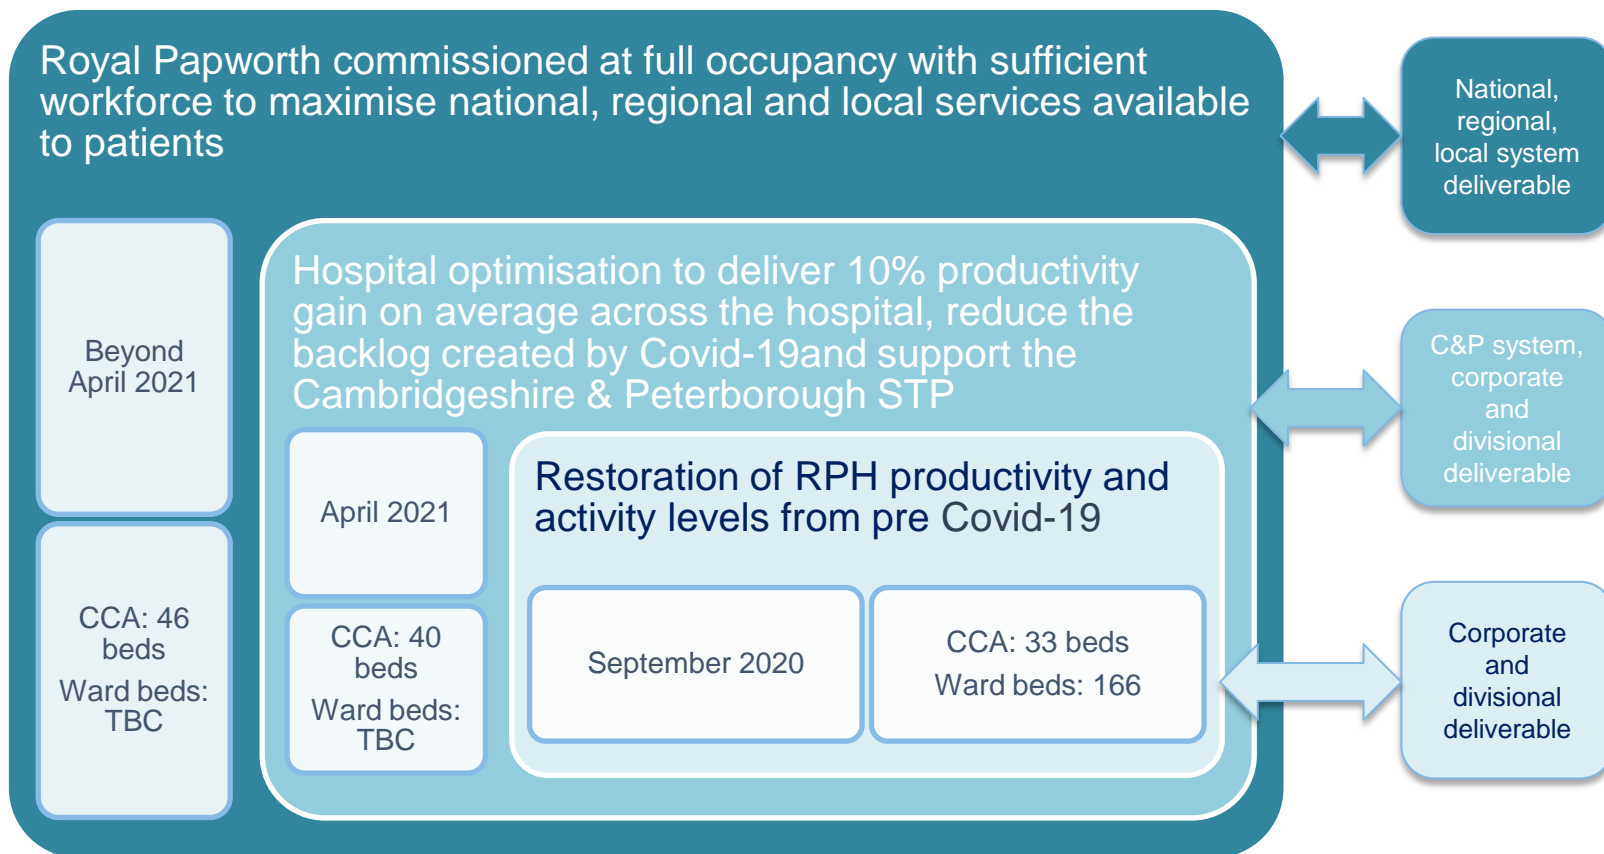 Royal Papworth commissioned at full occupancy with sufficient
workforce to maximise national, regional and local services available
to patients
National,
regional,
local system
deliverable
Beyond
April 2021
CCA: 46
beds
Ward beds:
TBC
Hospital optimisation to deliver 10% productivity
gain on average across the hospital, reduce the
backlog created by Covid-19and support the
Cambridgeshire & Peterborough STP
C&P system,
corporate
and
divisional
deliverable
April 2021
CCA: 40
beds
Ward beds:
TBC
Restoration of RPH productivity and
activity levels from pre Covid-19
September 2020
CCA: 33 beds
Ward beds: 166
Corporate
and
divisional
deliverable